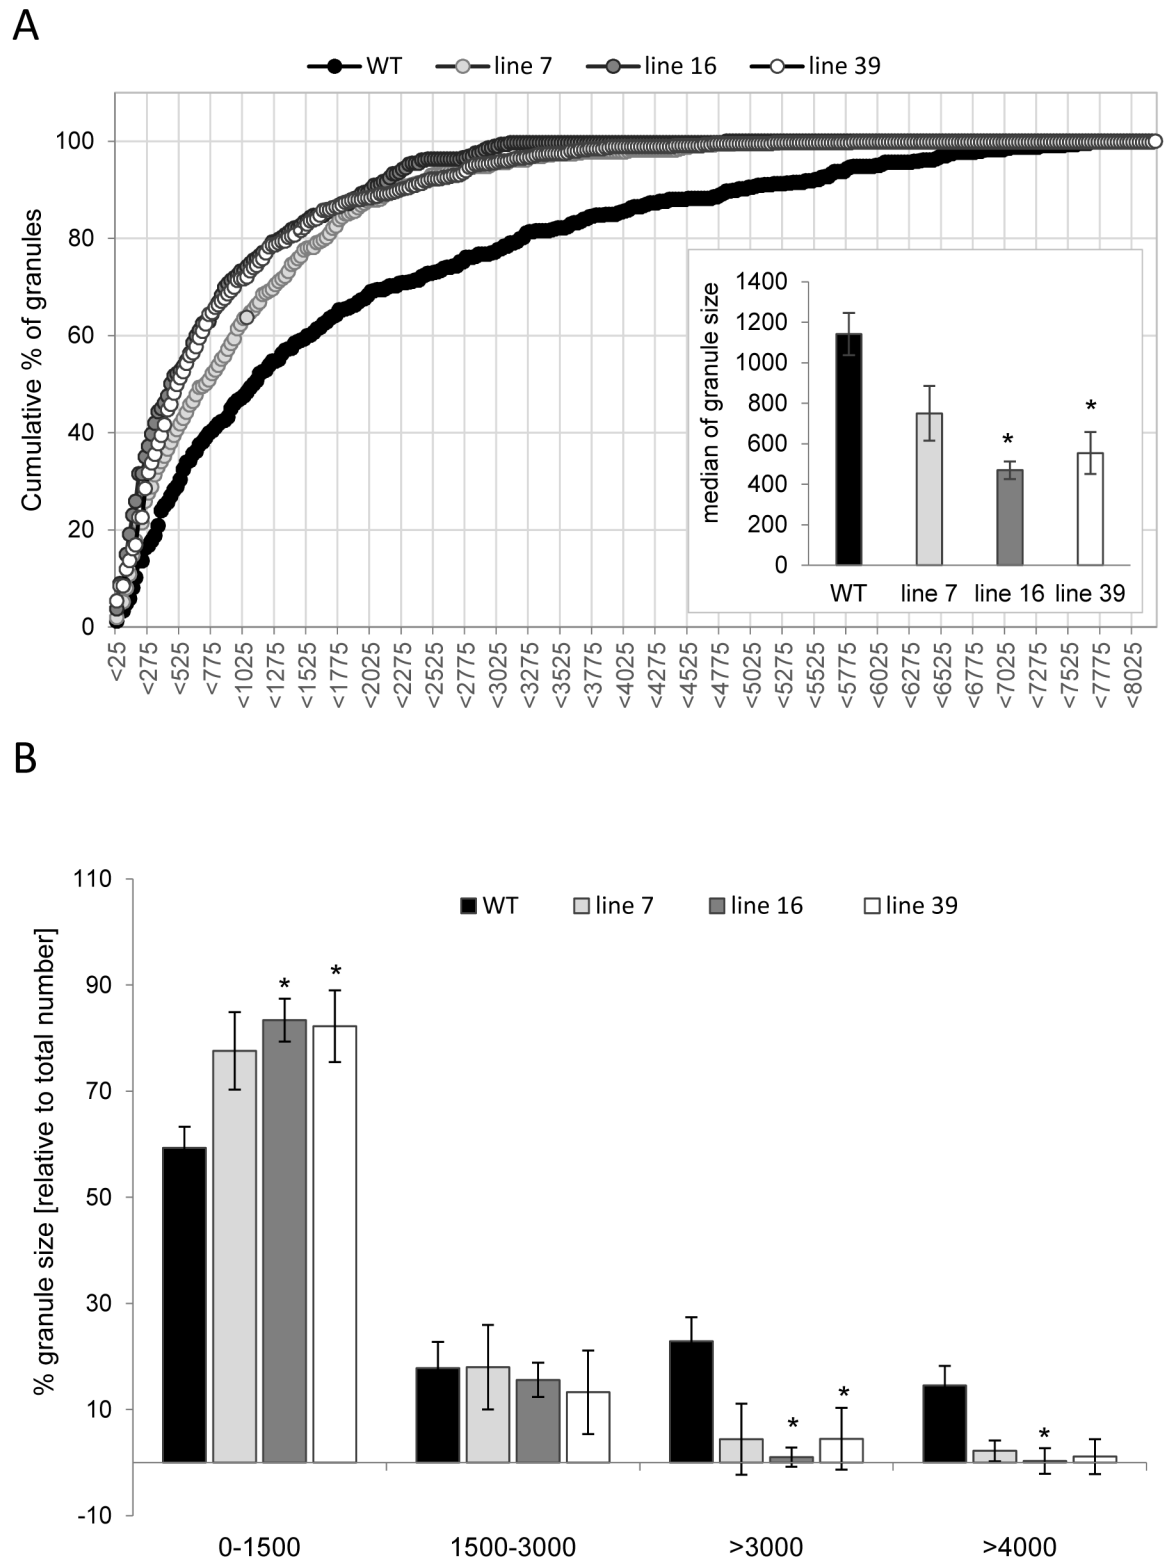 A
WT line 7 line 16 line 39
Cumulative % of granules
100
80
60
40
20
0
<25 <275 <525 <775 <1025 <1275 <1525 <1775 <2025 <2275 <2525 <2775 <3025 <3275 <3525 <3775 <4025 <4275 <4525 <4775 <5025 <5275 <5525 <5775 <6025 <6275 <6525 <6775 <7025 <7275 <7525 <7775 <8025
median of granule size
1400
1200
1000
800
600
400
200
0
*
*
WT line 7 line 16 line 39
B
WT line 7 line 16 line 39
% granule size [relative to total number]
110
90
70
50
30
10
-10
* *
* *
*
0-1500 1500-3000 >3000 >4000